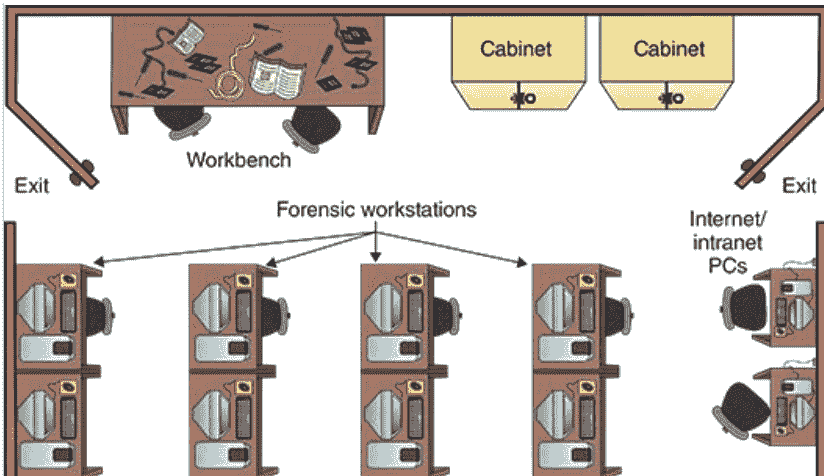 Cabinet
Cabinet
Workbench
Exit
Exit
Forensic workstations
Internet/
intranet
PCs